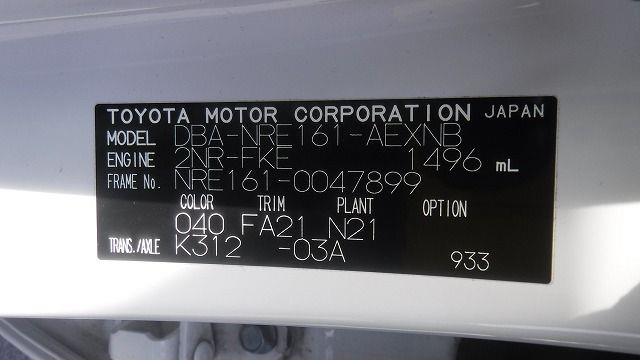 TOYOTA MOTOR CORPORATION JAPAN
MODEL DBA-NRE161-AEXNB
ENGINE 2NR-FKE 1496 mL
FRAME No. NRE161-0047899
COLOR TRIM PLANT OPTION
040 FA21 N21
TRANS./AXLE K312 -03A
933